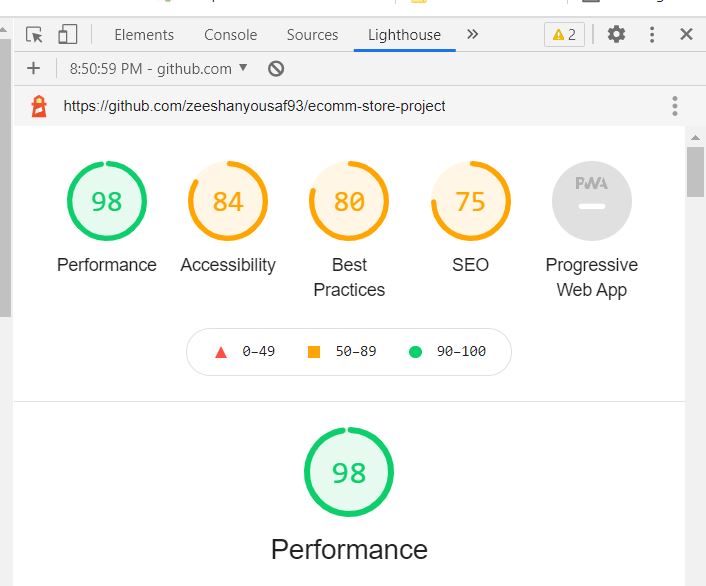 Elements Console Sources Lighthouse » 2
8:50:59 PM - github.com
https://github.com/zeeshanyousaf93/ecomm-store-project
98 84 80 75 PWA
Performance Accessibility Best Practices SEO Progressive Web App
0–49 50–89 90–100
98
Performance